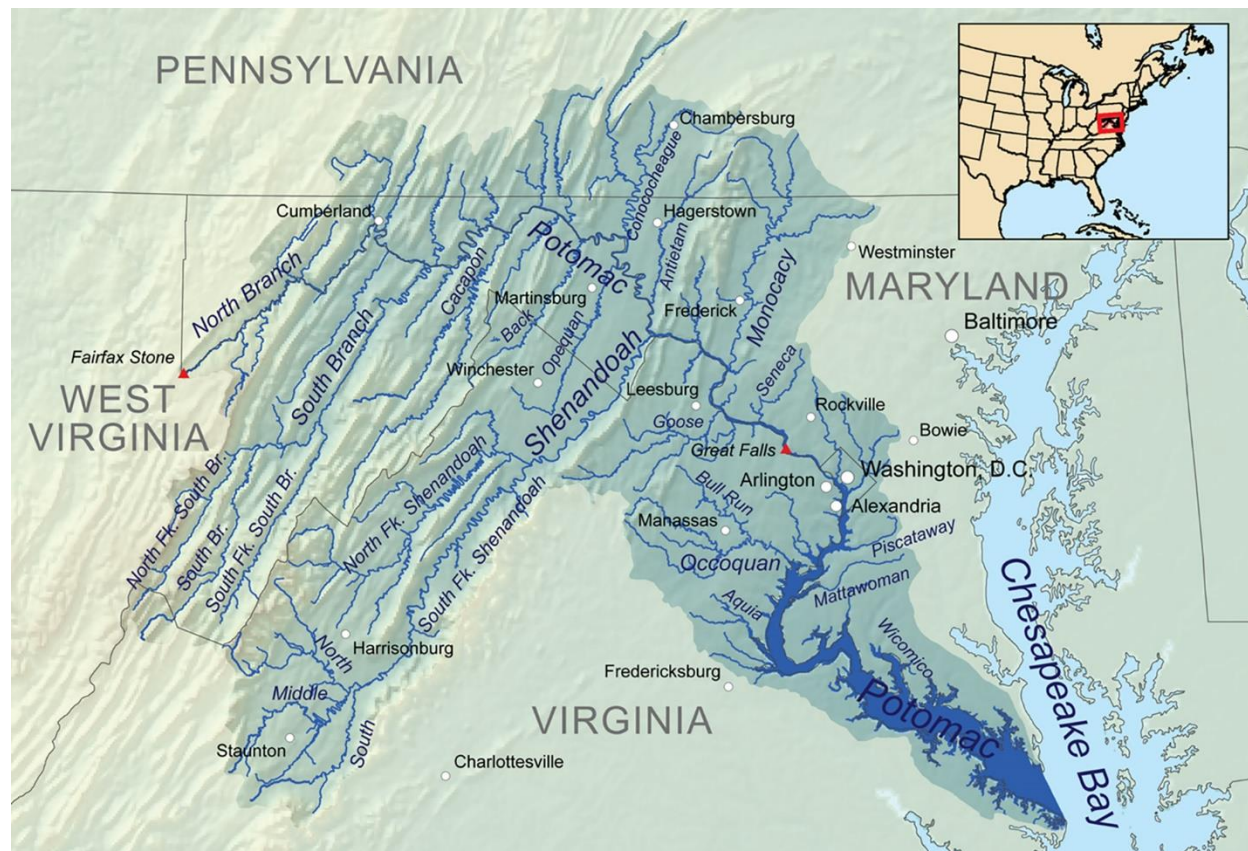 PENNSYLVANIA
Chambersburg
Conococheague
Cumberland
Hagerstown
Potomac
Antietam
Westminster
North Branch
Cacapon
Martinsburg
Monocacy
MARYLAND
Frederick
Baltimore
Back
Opequan
Fairfax Stone
South Branch
Shenandoah
Winchester
Leesburg
Seneca
WEST
VIRGINIA
Rockville
Goose
Bowie
Great Falls
Washington, D.C.
Arlington
Bull Run
Alexandria
North Fk. South Br.
South Br.
South Fk. South Br.
North Fk. Shenandoah
South Fk. Shenandoah
Manassas
Piscataway
Occoquan
Mattawoman
Aquia
Chesapeake Bay
North
Harrisonburg
Wicomico
Fredericksburg
Middle
Potomac
VIRGINIA
Staunton
South
Charlottesville